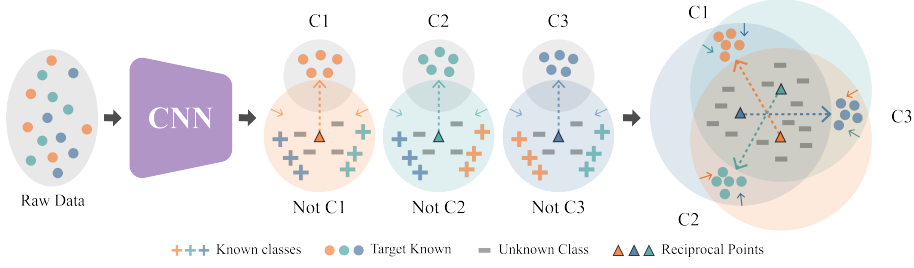 C1 C2 C3
CNN
Raw Data
Not C1 Not C2 Not C3
C1
C3
C2
Known classes Target Known Unknown Class Reciprocal Points